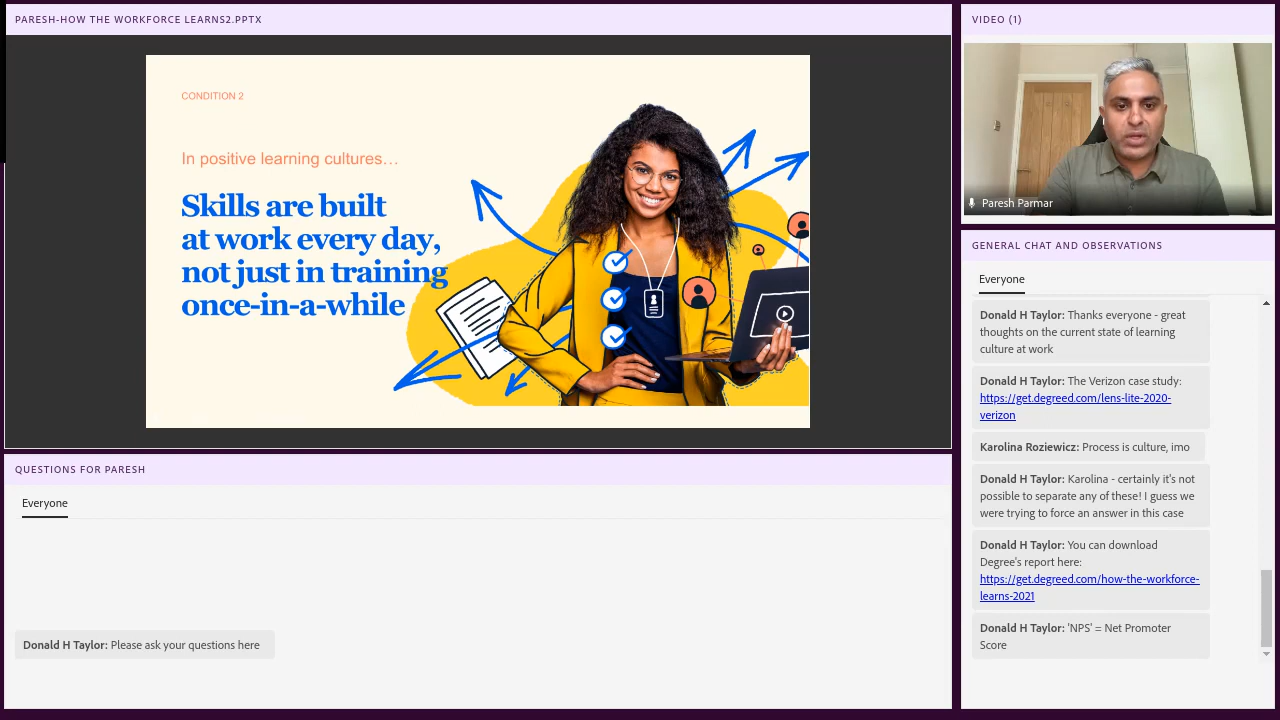 PARESH-HOW THE WORKFORCE LEARNS2.PPTX
CONDITION 2
In positive learning cultures…
Skills are built
at work every day,
not just in training
once-in-a-while
QUESTIONS FOR PARESH
Everyone
Donald H Taylor: Please ask your questions here
VIDEO (1)
Paresh Parmar
GENERAL CHAT AND OBSERVATIONS
Everyone
Donald H Taylor: Thanks everyone - great
thoughts on the current state of learning
culture at work
Donald H Taylor: The Verizon case study:
https://get.degreed.com/lens-lite-2020-
verizon
Karolina Roziewicz: Process is culture, imo
Donald H Taylor: Karolina - certainly it's not
possible to separate any of these! I guess we
were trying to force an answer in this case
Donald H Taylor: You can download
Degree's report here:
https://get.degreed.com/how-the-workforce-
learns-2021
Donald H Taylor: 'NPS' = Net Promoter
Score